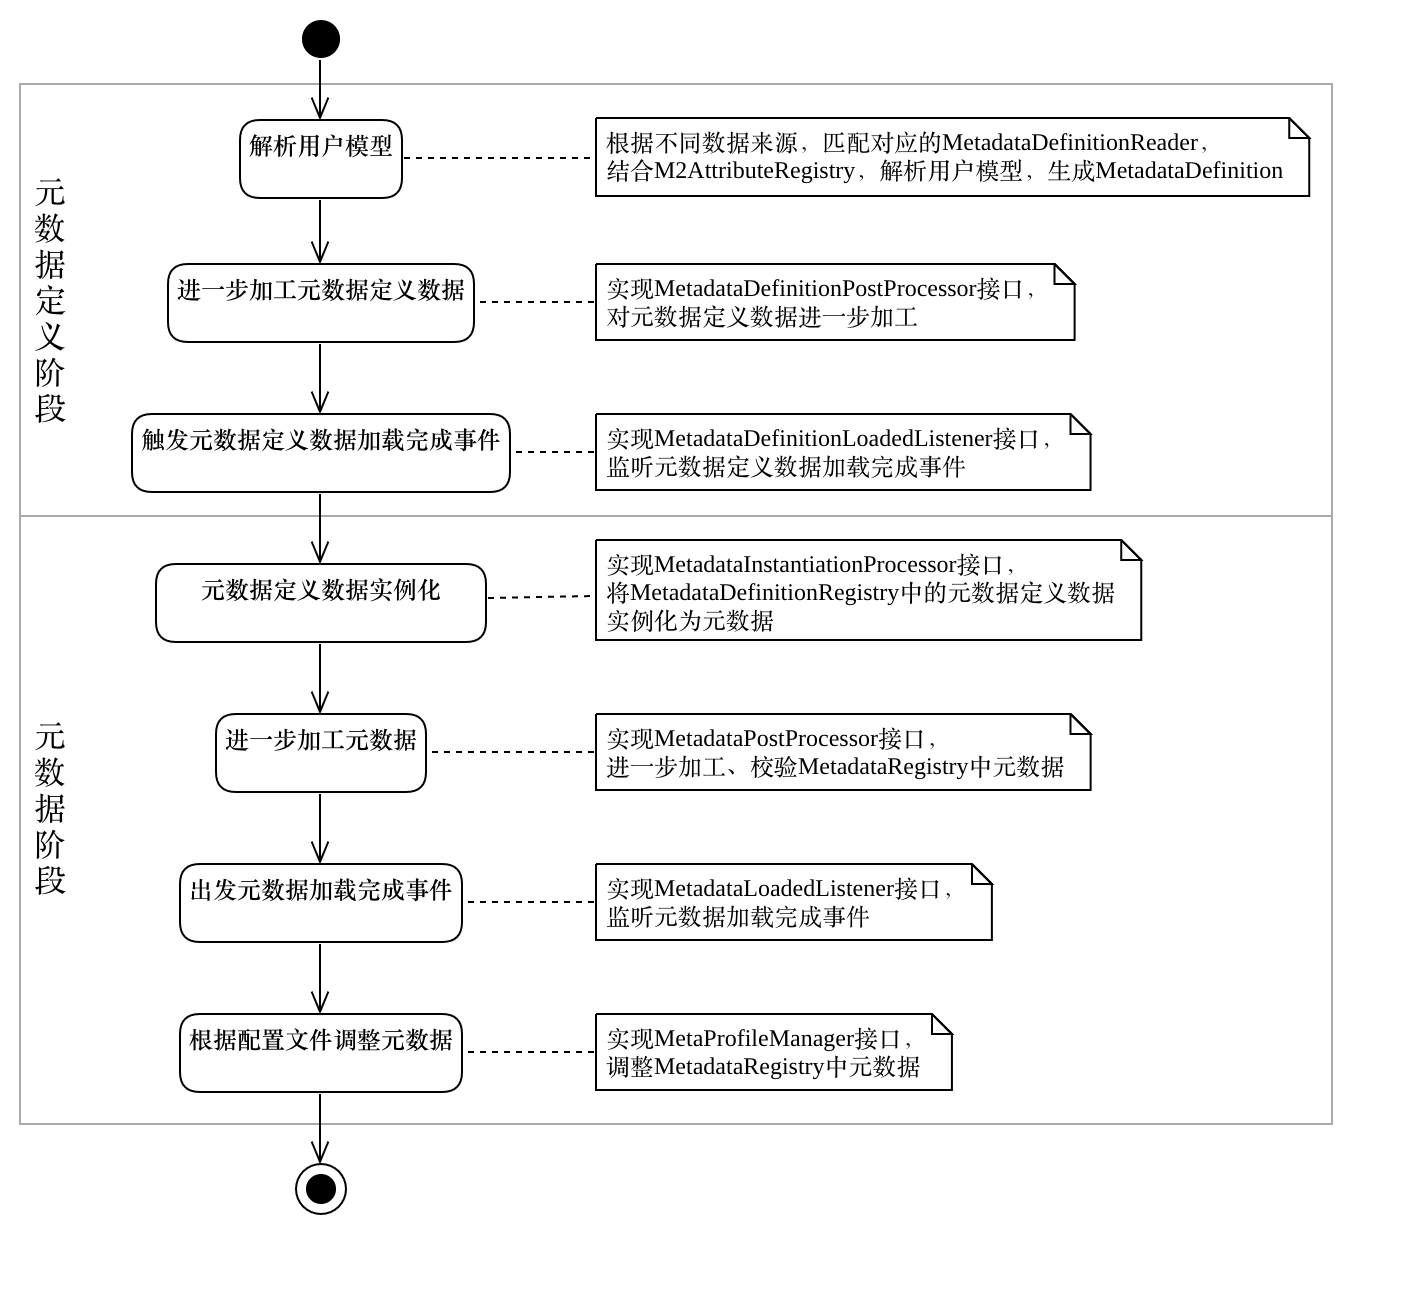 元数据定义阶段
解析用户模型
根据不同数据来源，匹配对应的MetadataDefinitionReader，
结合M2AttributeRegistry，解析用户模型，生成MetadataDefinition
进一步加工元数据定义数据
实现MetadataDefinitionPostProcessor接口，
对元数据定义数据进一步加工
触发元数据定义数据加载完成事件
实现MetadataDefinitionLoadedListener接口，
监听元数据定义数据加载完成事件
元数据阶段
元数据定义数据实例化
实现MetadataInstantiationProcessor接口，
将MetadataDefinitionRegistry中的元数据定义数据
实例化为元数据
进一步加工元数据
实现MetadataPostProcessor接口，
进一步加工、校验MetadataRegistry中元数据
出发元数据加载完成事件
实现MetadataLoadedListener接口，
监听元数据加载完成事件
根据配置文件调整元数据
实现MetaProfileManager接口，
调整MetadataRegistry中元数据